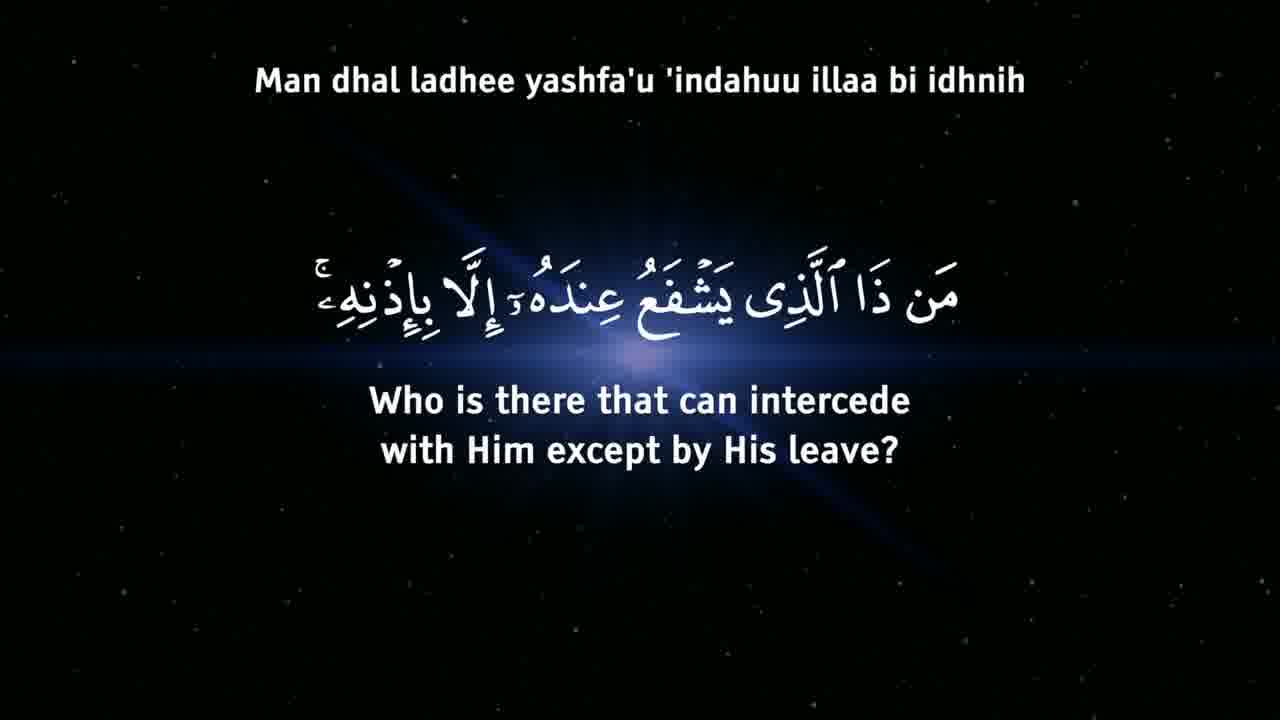 Man dhal ladhee yashfa'u 'indahuu illaa bi idhnih
مَن ذَا ٱلَّذِى يَشْفَعُ عِندَهُۥٓ إِلَّا بِإِذْنِهِۦ ۚ
Who is there that can intercede
with Him except by His leave?